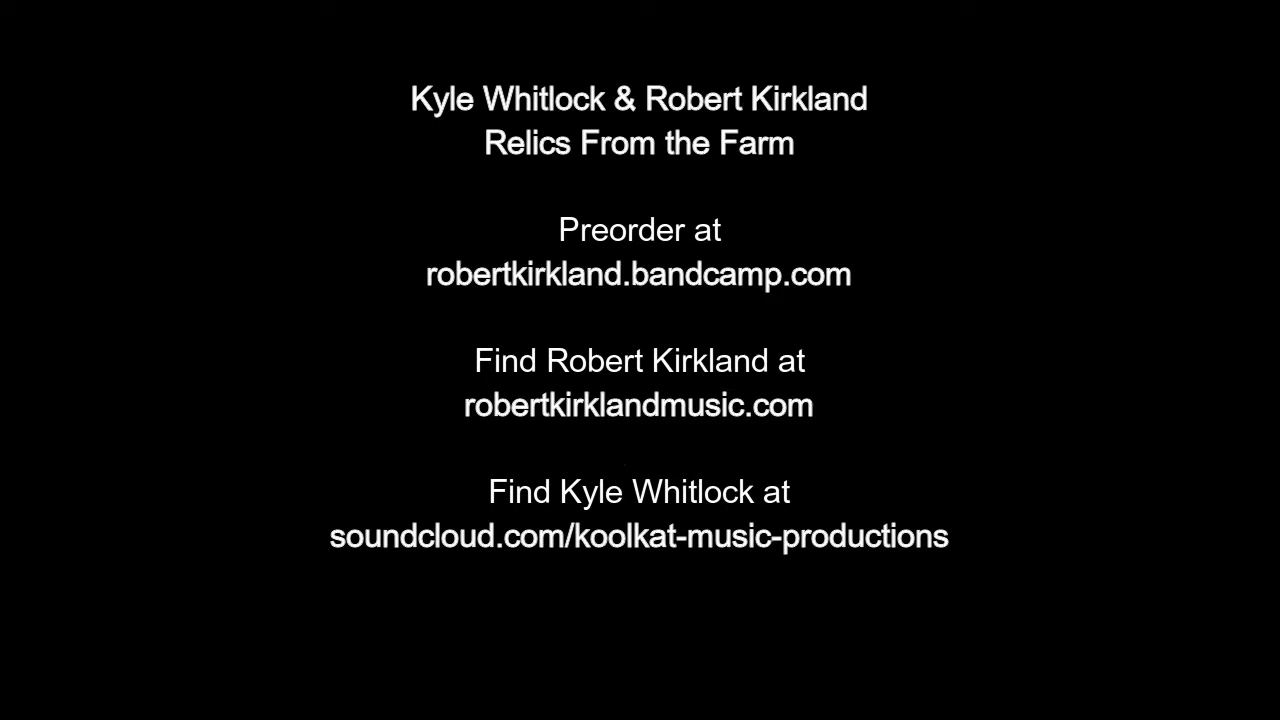 Kyle Whitlock & Robert Kirkland
Relics From the Farm
Preorder at
robertkirkland.bandcamp.com
Find Robert Kirkland at
robertkirklandmusic.com
Find Kyle Whitlock at
soundcloud.com/koolkat-music-productions